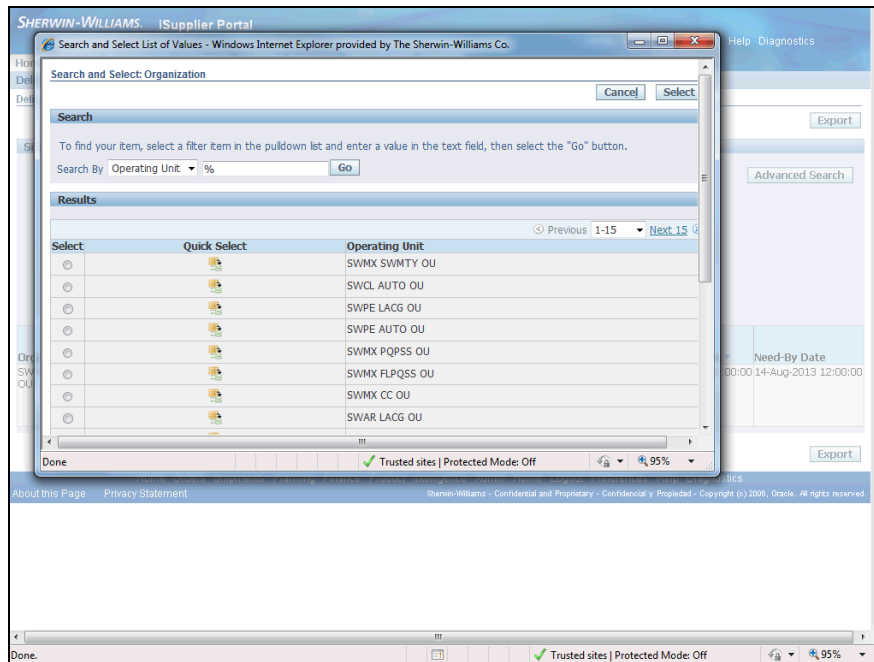 SHERWIN-WILLIAMS. iSupplier Portal
Search and Select List of Values - Windows Internet Explorer provided by The Sherwin-Williams Co.
Help Diagnostics
Search and Select: Organization
Cancel Select
Export
Search
To find your item, select a filter item in the pulldown list and enter a value in the text field, then select the "Go" button.
Search By Operating Unit % Go
Advanced Search
Results
Previous 1-15 Next 15
Select Quick Select Operating Unit
SWMX SWMTY OU
SWCL AUTO OU
SWPE LACG OU
SWPE AUTO OU
SWMX PQPSS OU
Need-By Date
SWMX FLPQSS OU
:00:00 14-Aug-2013 12:00:00
SWMX CC OU
SWAR LACG OU
Done Trusted sites | Protected Mode: Off 95%
Export
About this Page Privacy Statement Sherwin-Williams - Confidential and Proprietary - Confidencial y Propiedad - Copyright (c) 2006, Oracle. All rights reserved.
Done. Trusted sites | Protected Mode: Off 95%